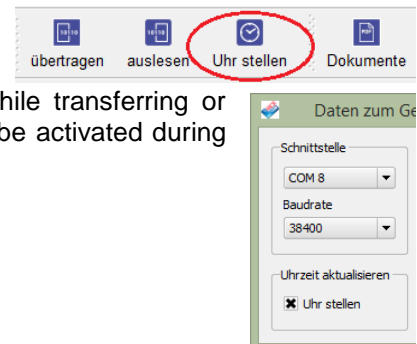 übertragen auslesen Uhr stellen Dokumente
hile transferring or
be activated during
Daten zum Ge
Schnittstelle
COM 8
Baudrate
38400
Uhrzeit aktualisieren
Uhr stellen